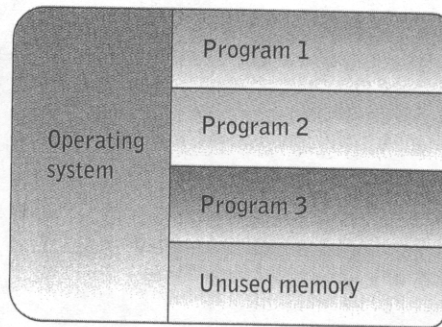 Operating
system
Program 1
Program 2
Program 3
Unused memory